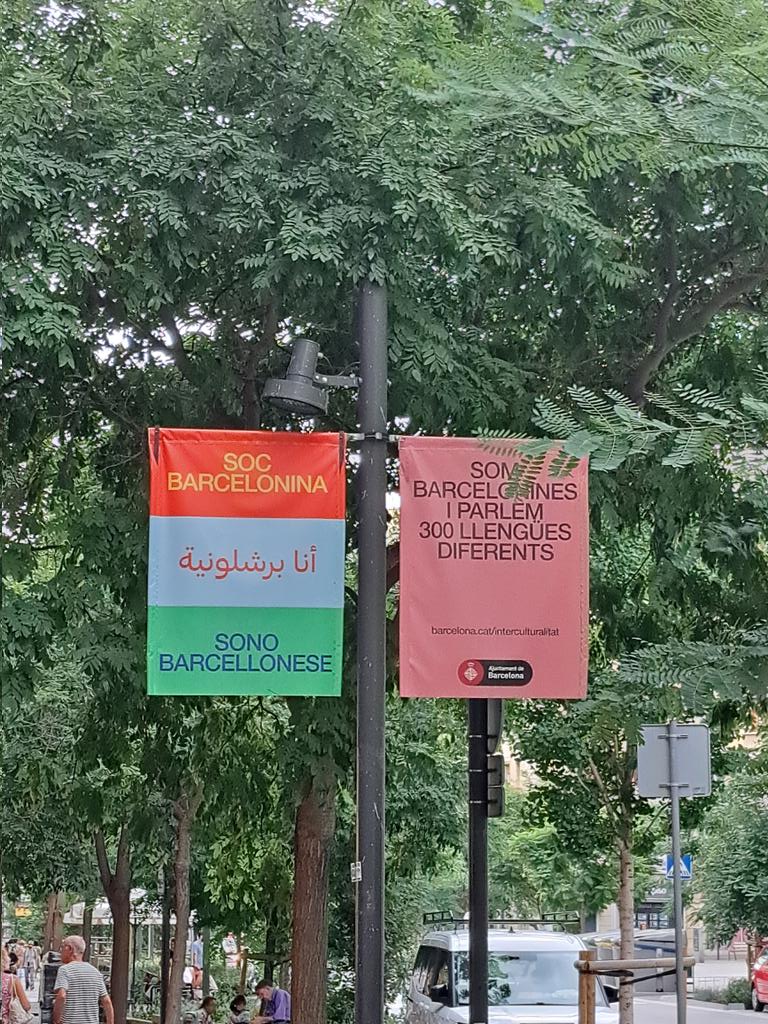 SOC
BARCELONINA
أنا برشلونية
SONO
BARCELLONESE
SOM
BARCELONINES
I PARLEM
300 LLENGÜES
DIFERENTS
barcelona.cat/interculturalitat
Ajuntament de
Barcelona